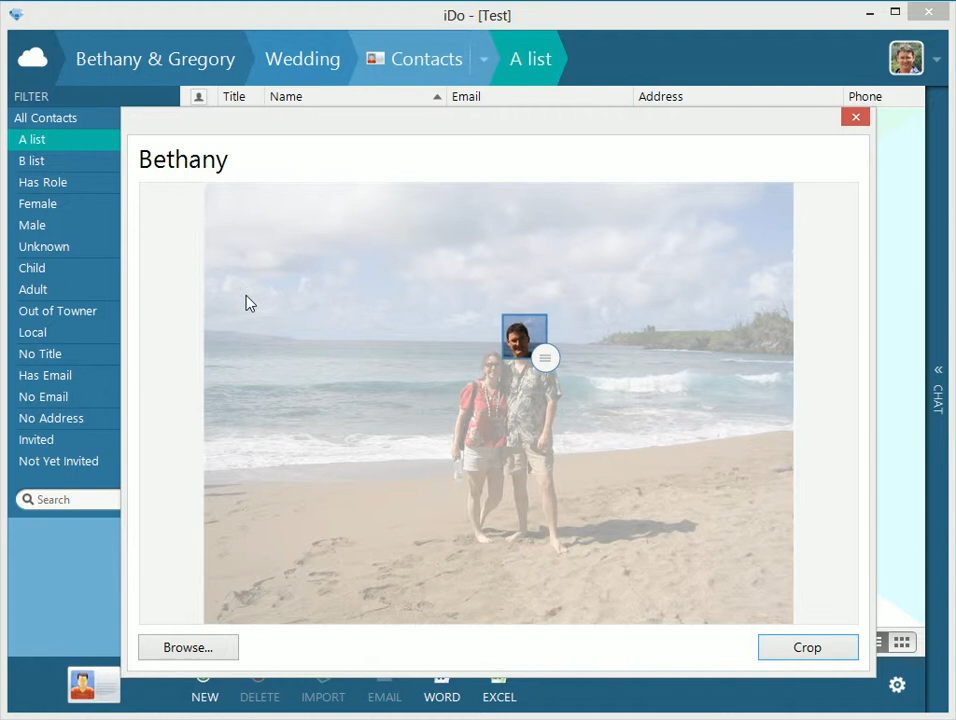 iDo - [Test]
Bethany & Gregory
Wedding
Contacts
A list
FILTER
Title
Name
Email
Address
Phone
All Contacts
A list
B list
Has Role
Female
Male
Unknown
Child
Adult
Out of Towner
Local
No Title
Has Email
No Email
No Address
Invited
Not Yet Invited
Search
Bethany
Browse...
Crop
« CHAT
NEW
DELETE
IMPORT
EMAIL
WORD
EXCEL